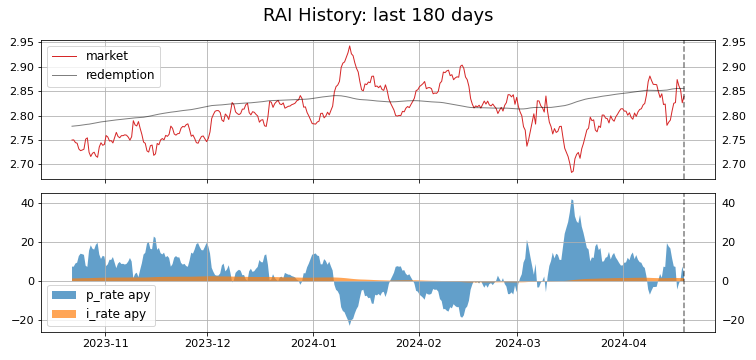 RAI History: last 180 days
2.95 2.95
market
redemption
2.90 2.90
2.85 2.85
2.80 2.80
2.75 2.75
2.70 2.70
40 40
20 20
0 0
p_rate apy
i_rate apy
−20 −20
2023-11 2023-12 2024-01 2024-02 2024-03 2024-04